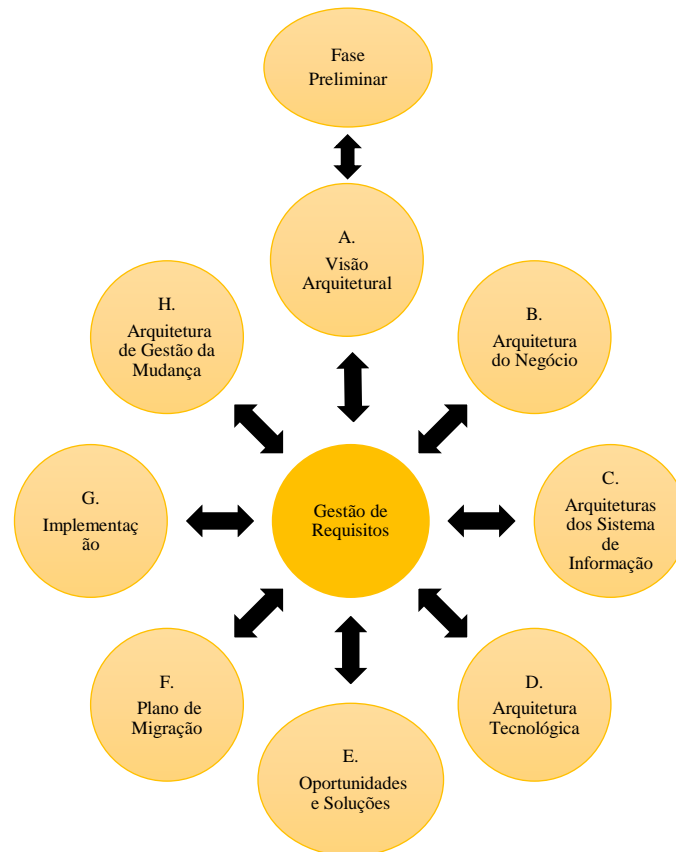 Fase
Preliminar
A.
Visão
Arquitetural
B.
Arquitetura
do Negócio
C.
Arquiteturas
dos Sistema
de
Informação
D.
Arquitetura
Tecnológica
E.
Oportunidades
e Soluções
F.
Plano de
Migração
G.
Implementaç
ão
H.
Arquitetura
de Gestão da
Mudança
Gestão de
Requisitos